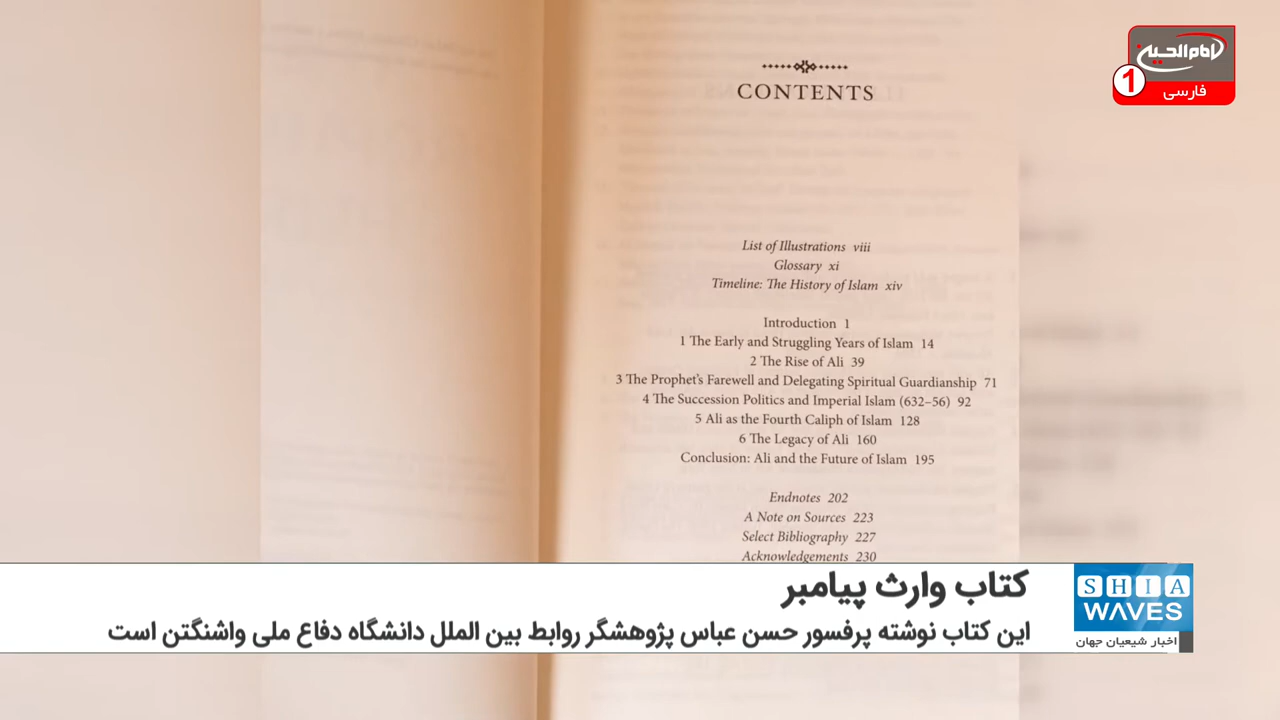 امام الحسین
1
فارسی
CONTENTS
List of Illustrations viii
Glossary xi
Timeline: The History of Islam xiv
Introduction 1
1 The Early and Struggling Years of Islam 14
2 The Rise of Ali 39
3 The Prophet's Farewell and Delegating Spiritual Guardianship 71
4 The Succession Politics and Imperial Islam (632–56) 92
5 Ali as the Fourth Caliph of Islam 128
6 The Legacy of Ali 160
Conclusion: Ali and the Future of Islam 195
Endnotes 202
A Note on Sources 223
Select Bibliography 227
Acknowledgements 230
کتاب وارث پیامبر
این کتاب نوشته پرفسور حسن عباس پژوهشگر روابط بین الملل دانشگاه دفاع ملی واشنگتن است
SHIA
WAVES
اخبار شیعیان جهان